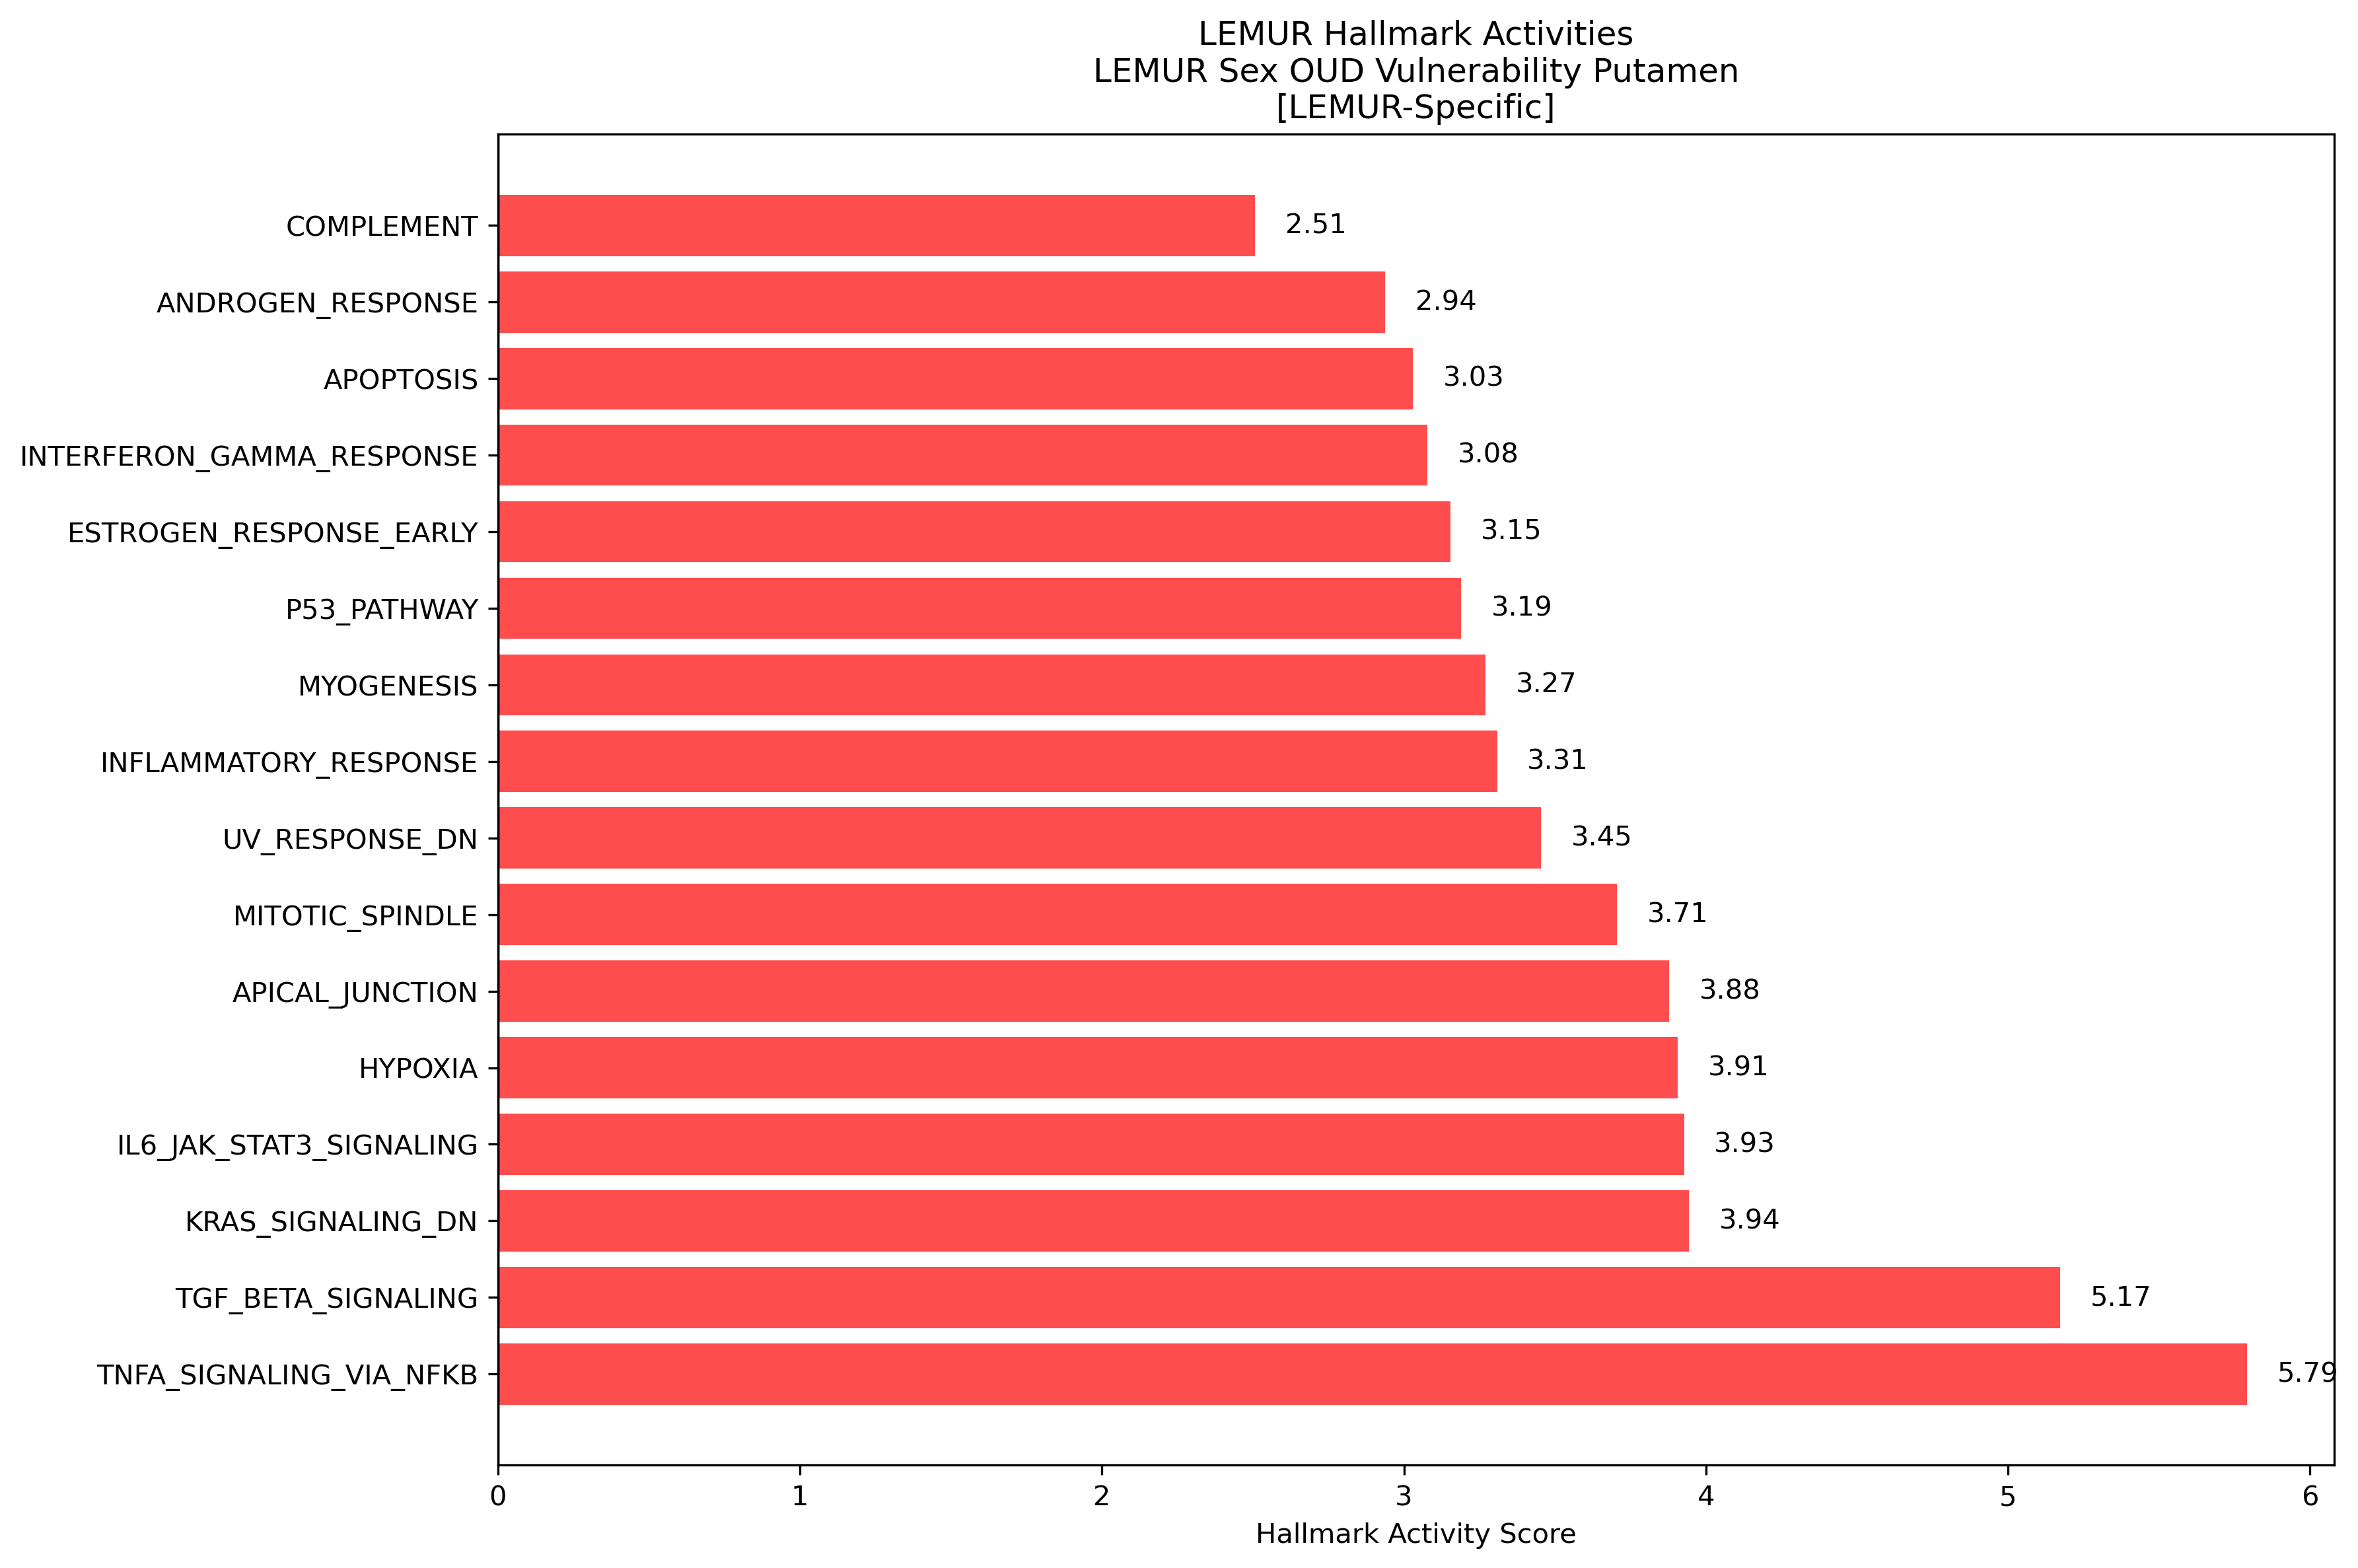 LEMUR Hallmark Activities
LEMUR Sex OUD Vulnerability Putamen
[LEMUR-Specific]
COMPLEMENT 2.51
ANDROGEN_RESPONSE 2.94
APOPTOSIS 3.03
INTERFERON_GAMMA_RESPONSE 3.08
ESTROGEN_RESPONSE_EARLY 3.15
P53_PATHWAY 3.19
MYOGENESIS 3.27
INFLAMMATORY_RESPONSE 3.31
UV_RESPONSE_DN 3.45
MITOTIC_SPINDLE 3.71
APICAL_JUNCTION 3.88
HYPOXIA 3.91
IL6_JAK_STAT3_SIGNALING 3.93
KRAS_SIGNALING_DN 3.94
TGF_BETA_SIGNALING 5.17
TNFA_SIGNALING_VIA_NFKB 5.79
0 1 2 3 4 5 6
Hallmark Activity Score